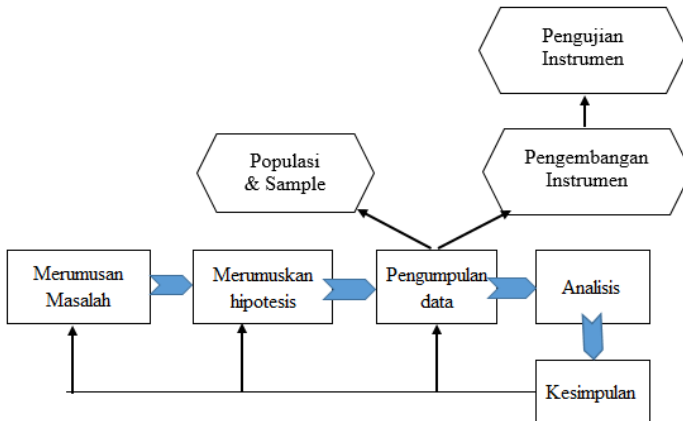 Pengujian
Instrumen
Populasi
& Sample
Pengembangan
Instrumen
Merumusan
Masalah
Merumuskan
hipotesis
Pengumpulan
data
Analisis
Kesimpulan